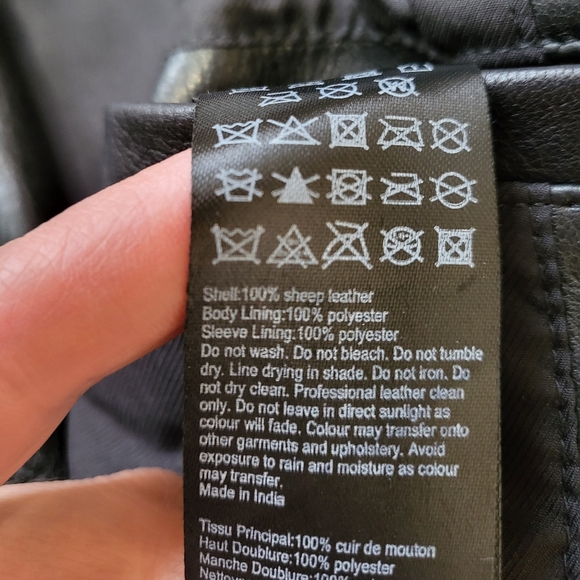 Shell:100% sheep leather
Body Lining:100% polyester
Sleeve Lining:100% polyester
Do not wash. Do not bleach. Do not tumble
dry. Line drying in shade. Do not iron. Do
not dry clean. Professional leather clean
only. Do not leave in direct sunlight as
colour will fade. Colour may transfer onto
other garments and upholstery. Avoid
exposure to rain and moisture as colour
may transfer.
Made in India
Tissu Principal:100% cuir de mouton
Haut Doublure:100% polyester
Manche Doublure:100%